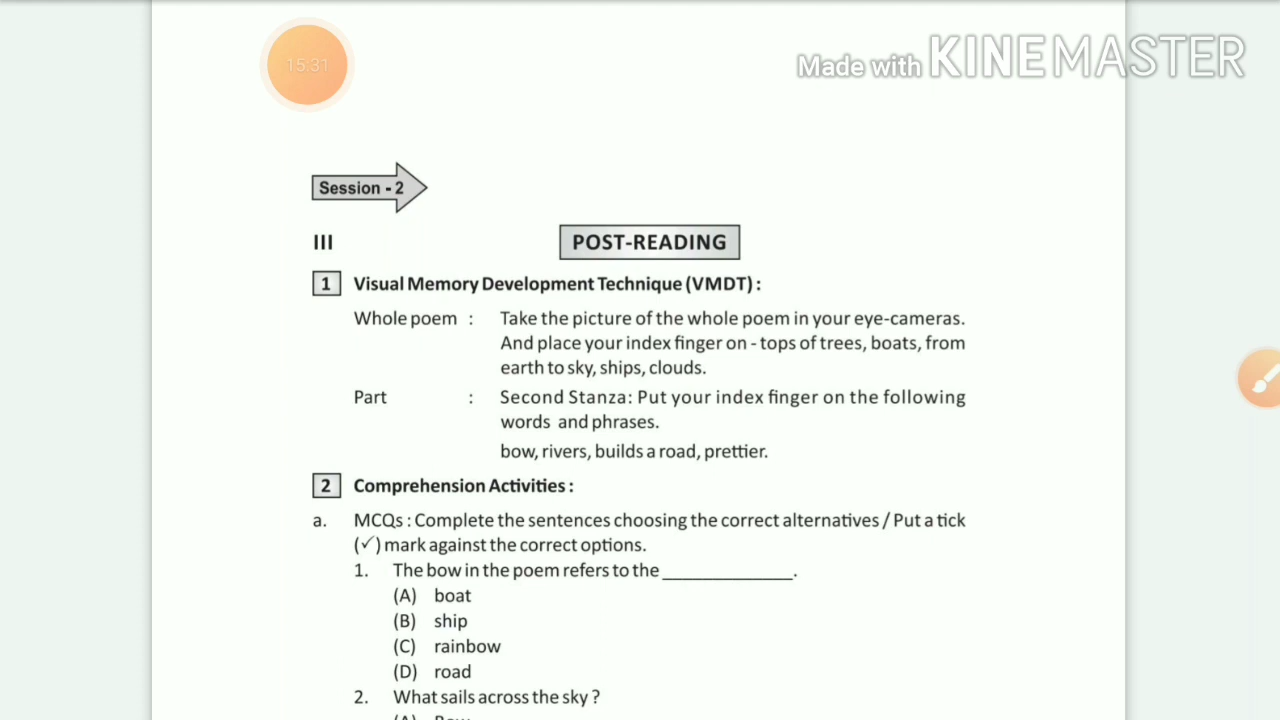 15:31
Made with KINEMASTER
Session - 2
III
POST-READING
1 Visual Memory Development Technique (VMDT) :
Whole poem : Take the picture of the whole poem in your eye-cameras.
And place your index finger on - tops of trees, boats, from
earth to sky, ships, clouds.
Part : Second Stanza: Put your index finger on the following
words and phrases.
bow, rivers, builds a road, prettier.
2 Comprehension Activities :
a. MCQs : Complete the sentences choosing the correct alternatives / Put a tick
(✓) mark against the correct options.
1. The bow in the poem refers to the _____________.
(A) boat
(B) ship
(C) rainbow
(D) road
2. What sails across the sky ?